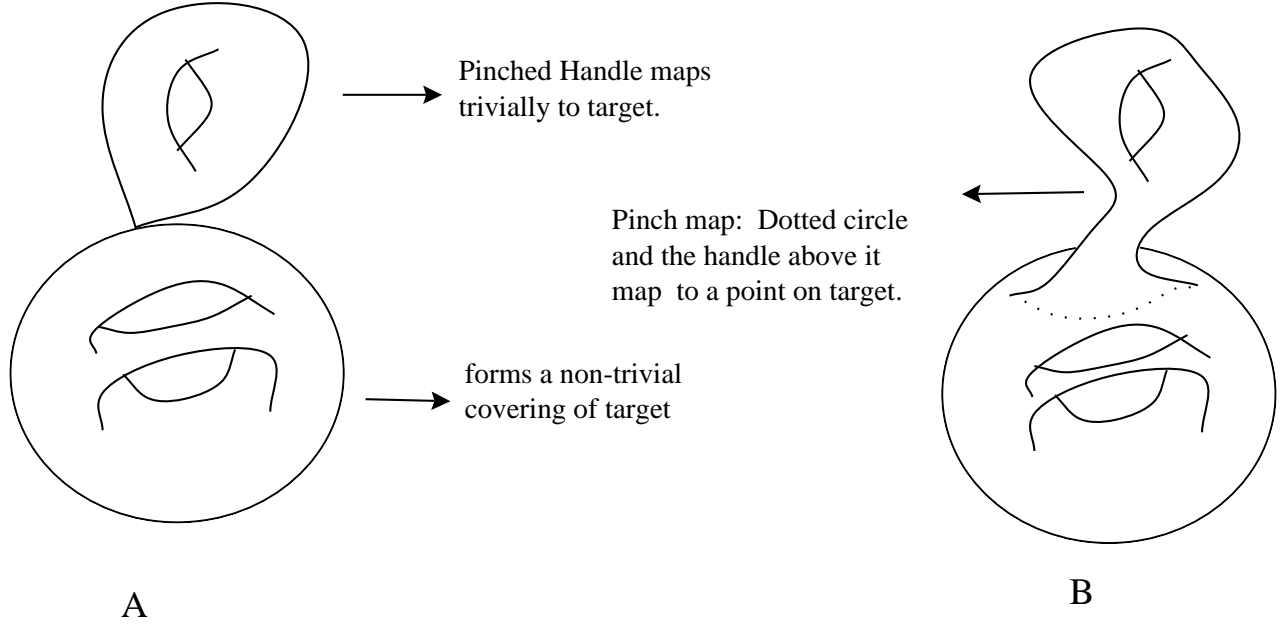 Pinched Handle maps
trivially to target.
Pinch map: Dotted circle
and the handle above it
map to a point on target.
forms a non-trivial
covering of target
A
B